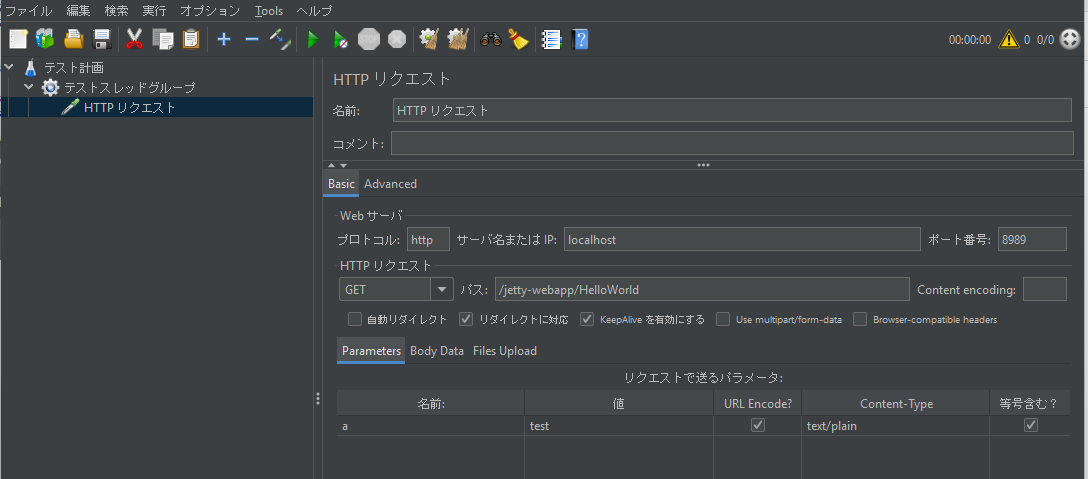 ファイル 編集 検索 実行 オプション Tools ヘルプ
00:00:00 0 0/0
テスト計画
テストスレッドグループ
HTTP リクエスト
HTTP リクエスト
名前: HTTP リクエスト
コメント:
Basic Advanced
Web サーバ
プロトコル: http サーバ名または IP: localhost ポート番号: 8989
HTTP リクエスト
GET パス: /jetty-webapp/HelloWorld Content encoding:
自動リダイレクト リダイレクトに対応 KeepAlive を有効にする Use multipart/form-data Browser-compatible headers
Parameters Body Data Files Upload
リクエストで送るパラメータ:
名前: 値 URL Encode? Content-Type 等号含む？
a test text/plain